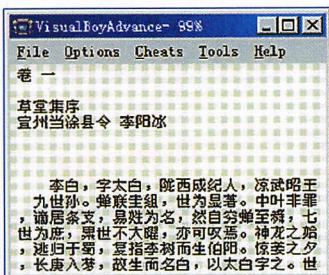 VisualBoyAdvance- 99%
File Options Cheats Tools Help
卷 一
草堂集序
宣州当涂县令 李阳冰
李白，字太白，陇西成纪人，凉武昭王
九世孙。蝉联圭组，世为显著。中叶非罪
，谪居条支，易姓为名，然自穷蝉至舜，七
世为庶，累世不大曜，亦可叹焉。神龙之始
，逃归于蜀，复指李树而生伯阳。惊姜之夕
，长庚入梦，故生而名白，以太白字之。世